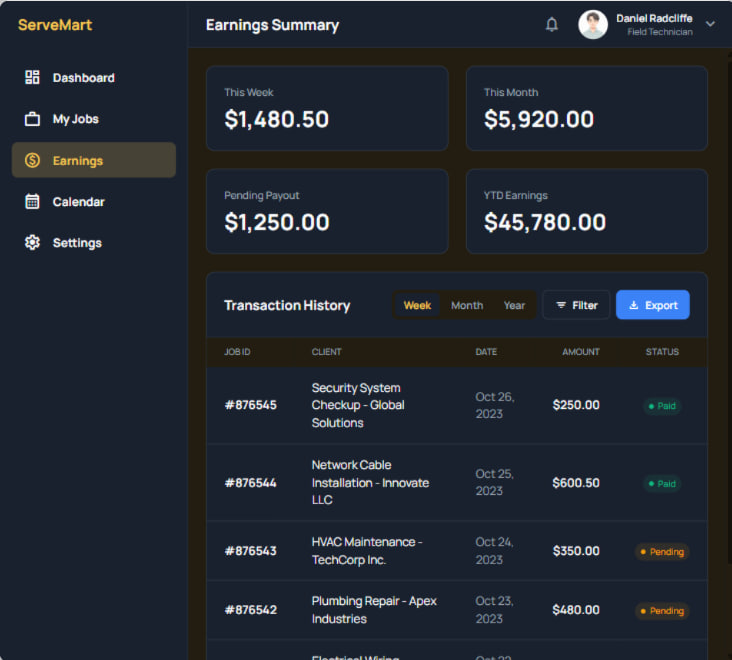 ServeMart
Earnings Summary
Daniel Radcliffe
Field Technician
Dashboard
My Jobs
Earnings
Calendar
Settings
This Week
$1,480.50
This Month
$5,920.00
Pending Payout
$1,250.00
YTD Earnings
$45,780.00
Transaction History
Week Month Year Filter Export
JOB ID CLIENT DATE AMOUNT STATUS
#876545
Security System
Checkup - Global
Solutions
Oct 26,
2023
$250.00
Paid
#876544
Network Cable
Installation - Innovate
LLC
Oct 25,
2023
$600.50
Paid
#876543
HVAC Maintenance -
TechCorp Inc.
Oct 24,
2023
$350.00
Pending
#876542
Plumbing Repair - Apex
Industries
Oct 23,
2023
$480.00
Pending
Electrical Wiring
Oct 22,